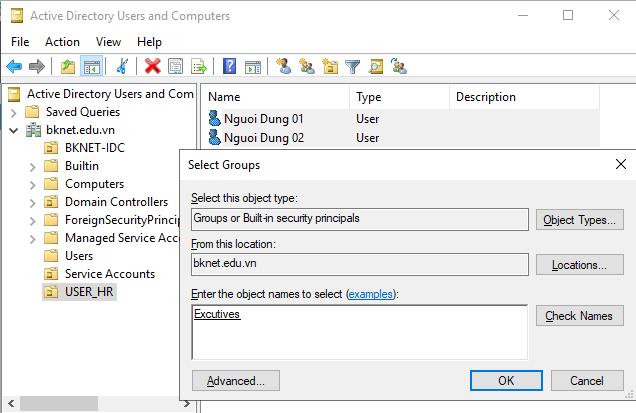 Active Directory Users and Computers
File Action View Help
Active Directory Users and Com
Saved Queries
bknet.edu.vn
BKNET-IDC
Builtin
Computers
Domain Controllers
ForeignSecurityPrincip
Managed Service Acco
Users
Service Accounts
USER_HR
Name Type Description
Nguoi Dung 01 User
Nguoi Dung 02 User
Select Groups
Select this object type:
Groups or Built-in security principals
Object Types...
From this location:
bknet.edu.vn
Locations...
Enter the object names to select (examples):
Excutives
Check Names
Advanced...
OK
Cancel